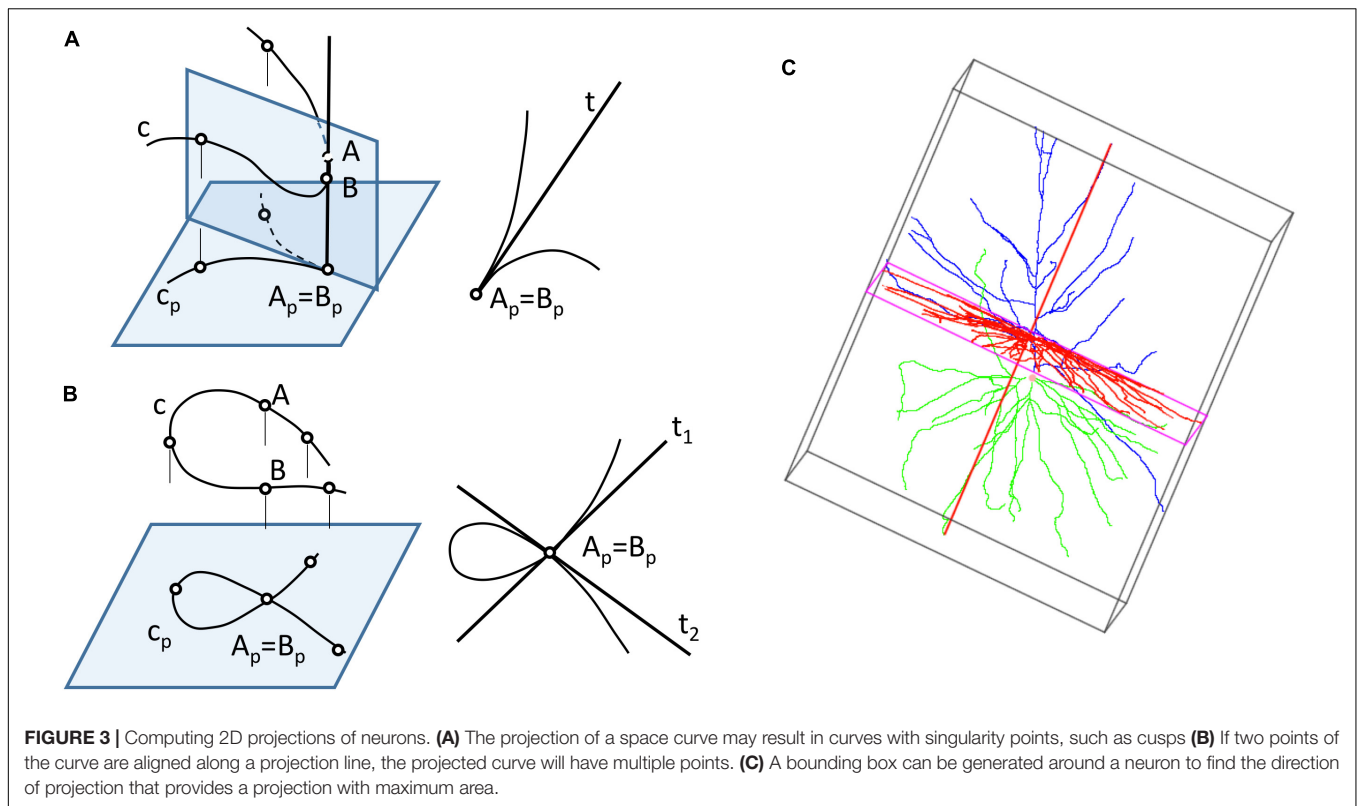 A
C
A
B
c_p
A_p=B_p
t
A_p=B_p
B
c
A
B
c_p
A_p=B_p
t_1
A_p=B_p
t_2
C
FIGURE 3 | Computing 2D projections of neurons. (A) The projection of a space curve may result in curves with singularity points, such as cusps (B) If two points of
the curve are aligned along a projection line, the projected curve will have multiple points. (C) A bounding box can be generated around a neuron to find the direction
of projection that provides a projection with maximum area.